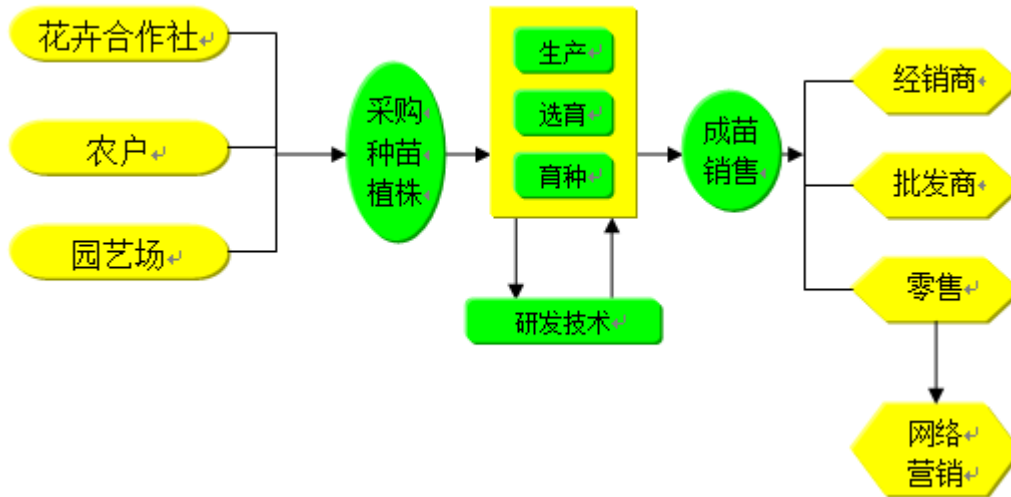 花卉合作社
农户
园艺场
采购
种苗
植株
生产
选育
育种
研发技术
成苗
销售
经销商
批发商
零售
网络
营销